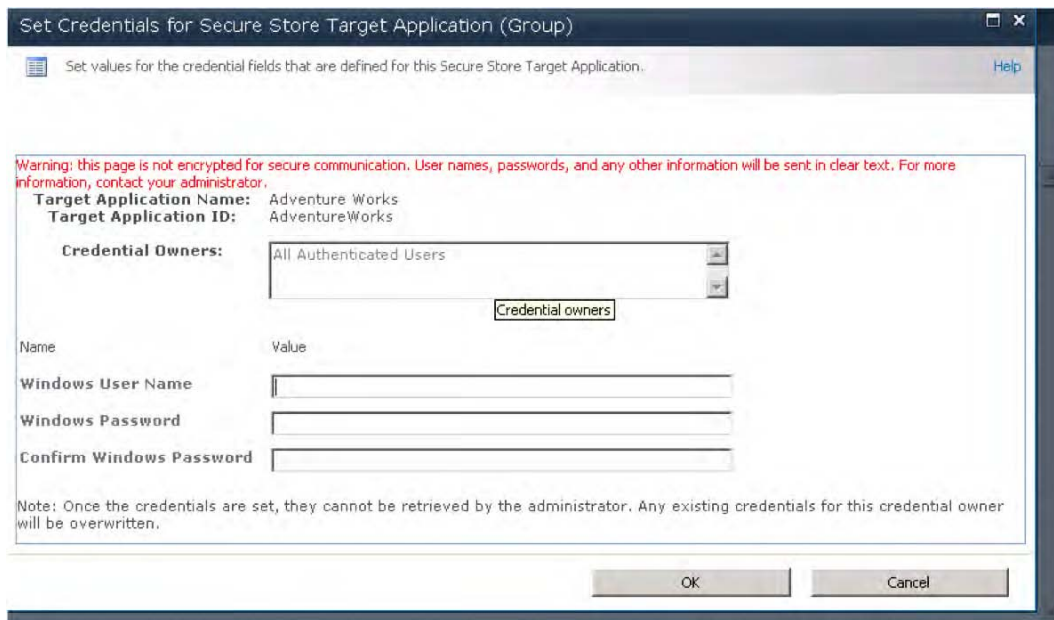 Set Credentials for Secure Store Target Application (Group)
Set values for the credential fields that are defined for this Secure Store Target Application.
Help
Warning: this page is not encrypted for secure communication. User names, passwords, and any other information will be sent in clear text. For more
information, contact your administrator.
Target Application Name: Adventure Works
Target Application ID: AdventureWorks
Credential Owners: All Authenticated Users
Credential owners
Name Value
Windows User Name
Windows Password
Confirm Windows Password
Note: Once the credentials are set, they cannot be retrieved by the administrator. Any existing credentials for this credential owner
will be overwritten.
OK Cancel